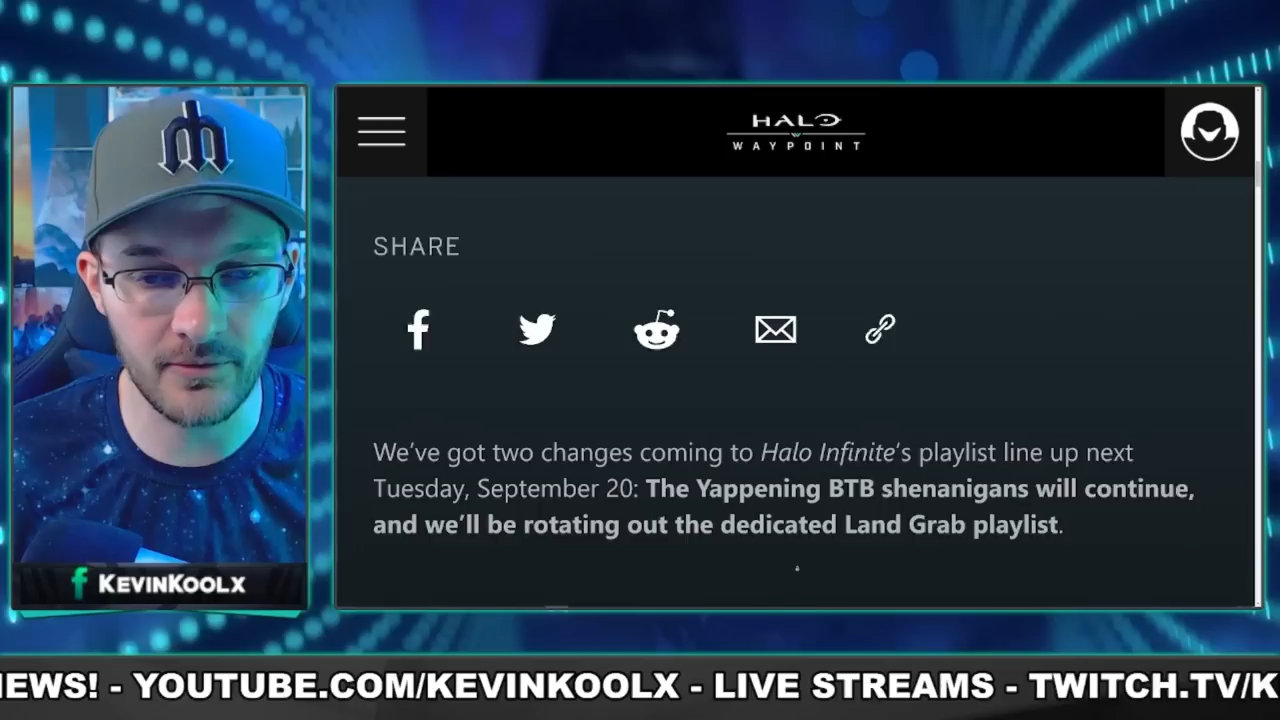 HALO
WAYPOINT
SHARE
We've got two changes coming to Halo Infinite's playlist line up next
Tuesday, September 20: The Yappening BTB shenanigans will continue,
and we'll be rotating out the dedicated Land Grab playlist.
KEVINKOOLX
NEWS! - YOUTUBE.COM/KEVINKOOLX - LIVE STREAMS - TWITCH.TV/K